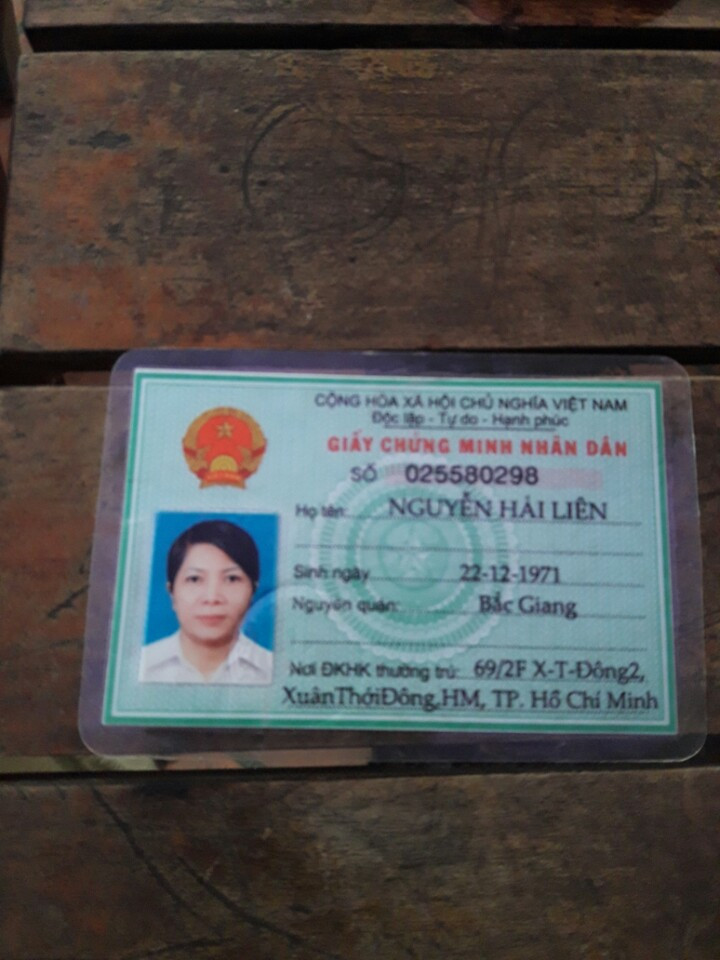 CỘNG HÒA XÃ HỘI CHỦ NGHĨA VIỆT NAM
Độc lập - Tự do - Hạnh phúc
GIẤY CHỨNG MINH NHÂN DÂN
SỐ 025580298
Họ tên: NGUYỄN HẢI LIÊN
Sinh ngày 22-12-1971
Nguyên quán: Bắc Giang
Nơi ĐKHK thường trú: 69/2F X-T-Đông2,
XuânThớiĐông,HM, TP. Hồ Chí Minh